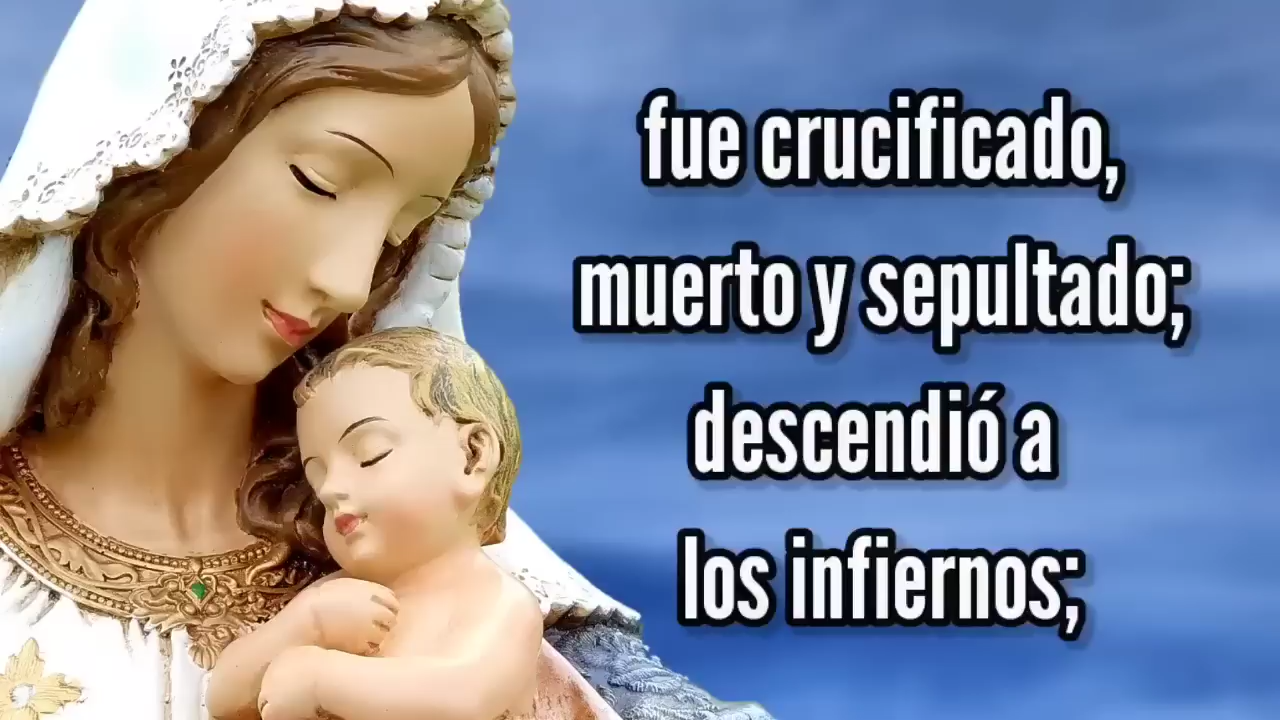 fue crucificado,
muerto y sepultado;
descendió a
los infiernos;